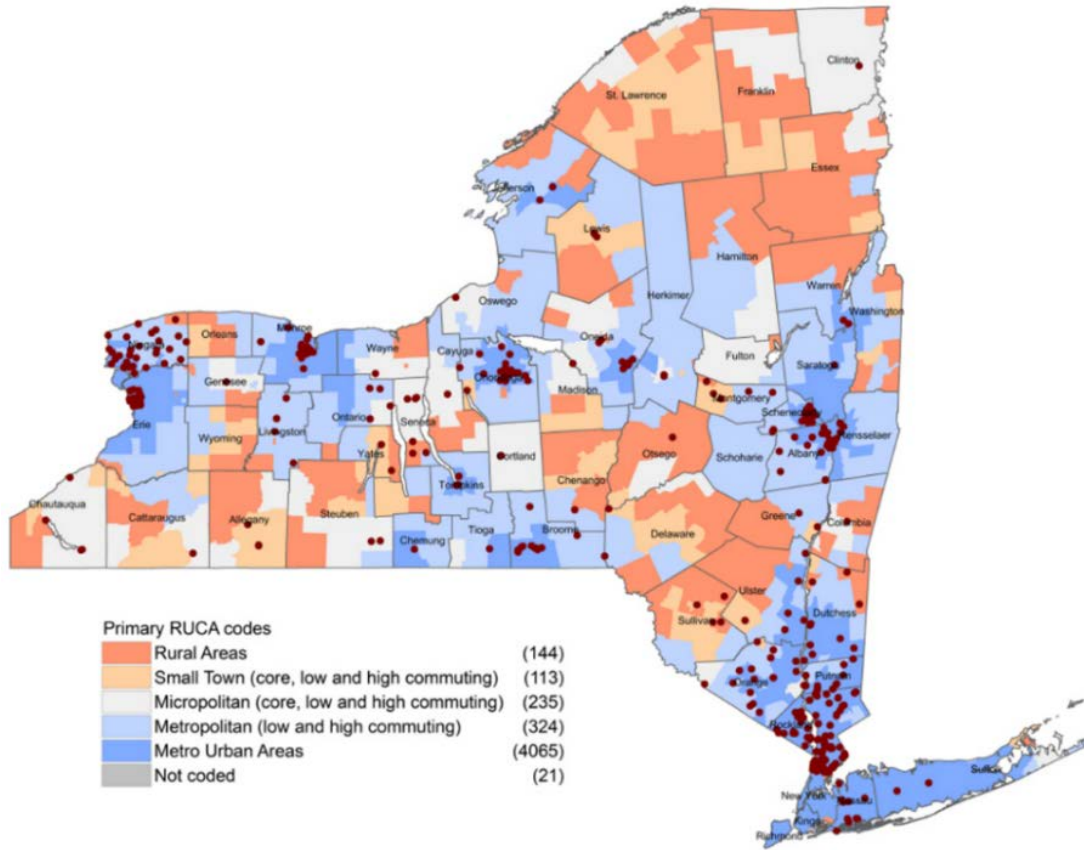 Clinton
St. Lawrence
Franklin
Essex
Jefferson
Lewis
Hamilton
Warren
Washington
Oswego
Herkimer
Oneida
Orleans
Monroe
Niagara
Wayne
Cayuga
Onondaga
Madison
Fulton
Saratoga
Genesee
Montgomery
Erie
Wyoming
Livingston
Ontario
Seneca
Yates
Schenectady
Rensselaer
Albany
Schoharie
Otsego
Cortland
Chenango
Tompkins
Chautauqua
Cattaraugus
Allegany
Steuben
Chemung
Tioga
Broome
Delaware
Greene
Columbia
Ulster
Dutchess
Sullivan
Orange
Putnam
Rockland
Primary RUCA codes
Rural Areas (144)
Small Town (core, low and high commuting) (113)
Micropolitan (core, low and high commuting) (235)
Metropolitan (low and high commuting) (324)
Metro Urban Areas (4065)
Not coded (21)
Suffolk
New York
Nassau
Kings
Richmond